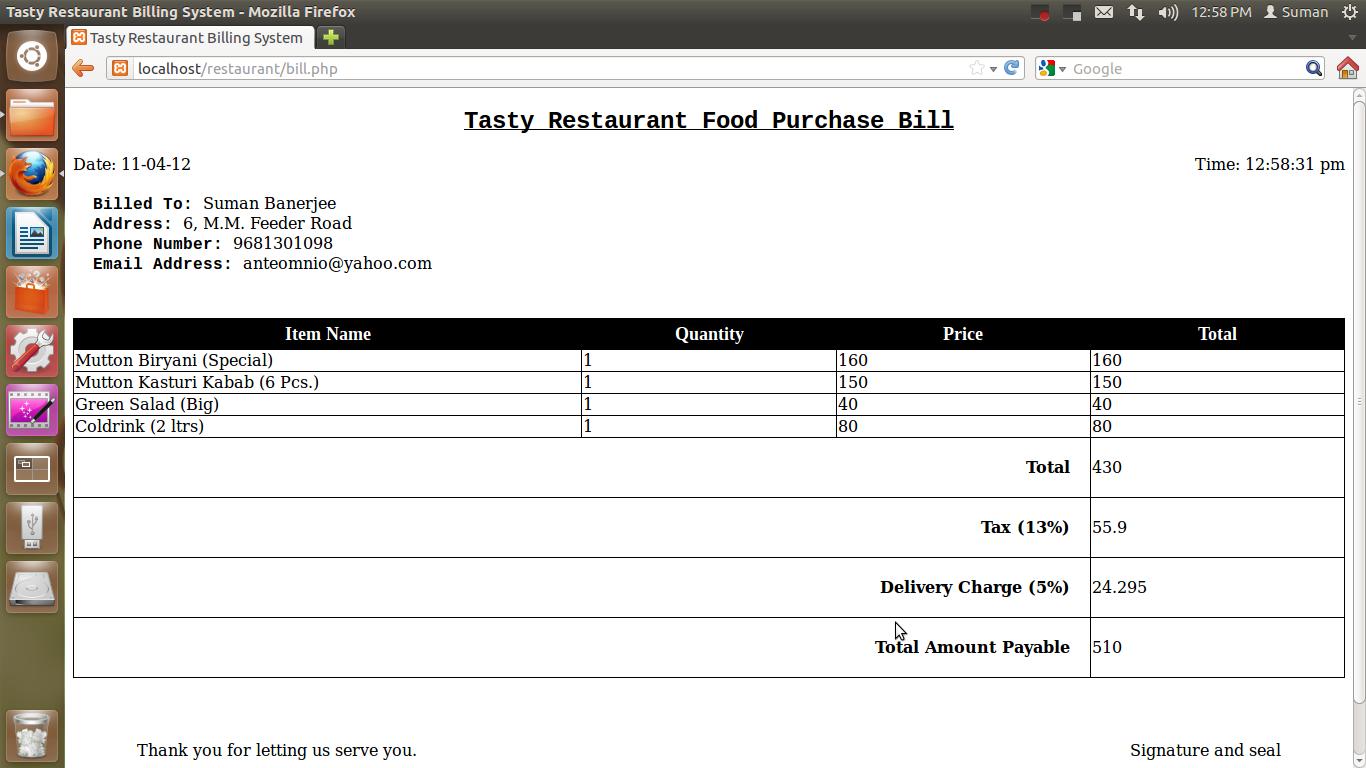 Tasty Restaurant Billing System - Mozilla Firefox 12:58 PM Suman
Tasty Restaurant Billing System
localhost/restaurant/bill.php Google
Tasty Restaurant Food Purchase Bill
Date: 11-04-12 Time: 12:58:31 pm
Billed To: Suman Banerjee
Address: 6, M.M. Feeder Road
Phone Number: 9681301098
Email Address: anteomnio@yahoo.com
Item Name Quantity Price Total
Mutton Biryani (Special) 1 160 160
Mutton Kasturi Kabab (6 Pcs.) 1 150 150
Green Salad (Big) 1 40 40
Coldrink (2 ltrs) 1 80 80
Total 430
Tax (13%) 55.9
Delivery Charge (5%) 24.295
Total Amount Payable 510
Thank you for letting us serve you. Signature and seal